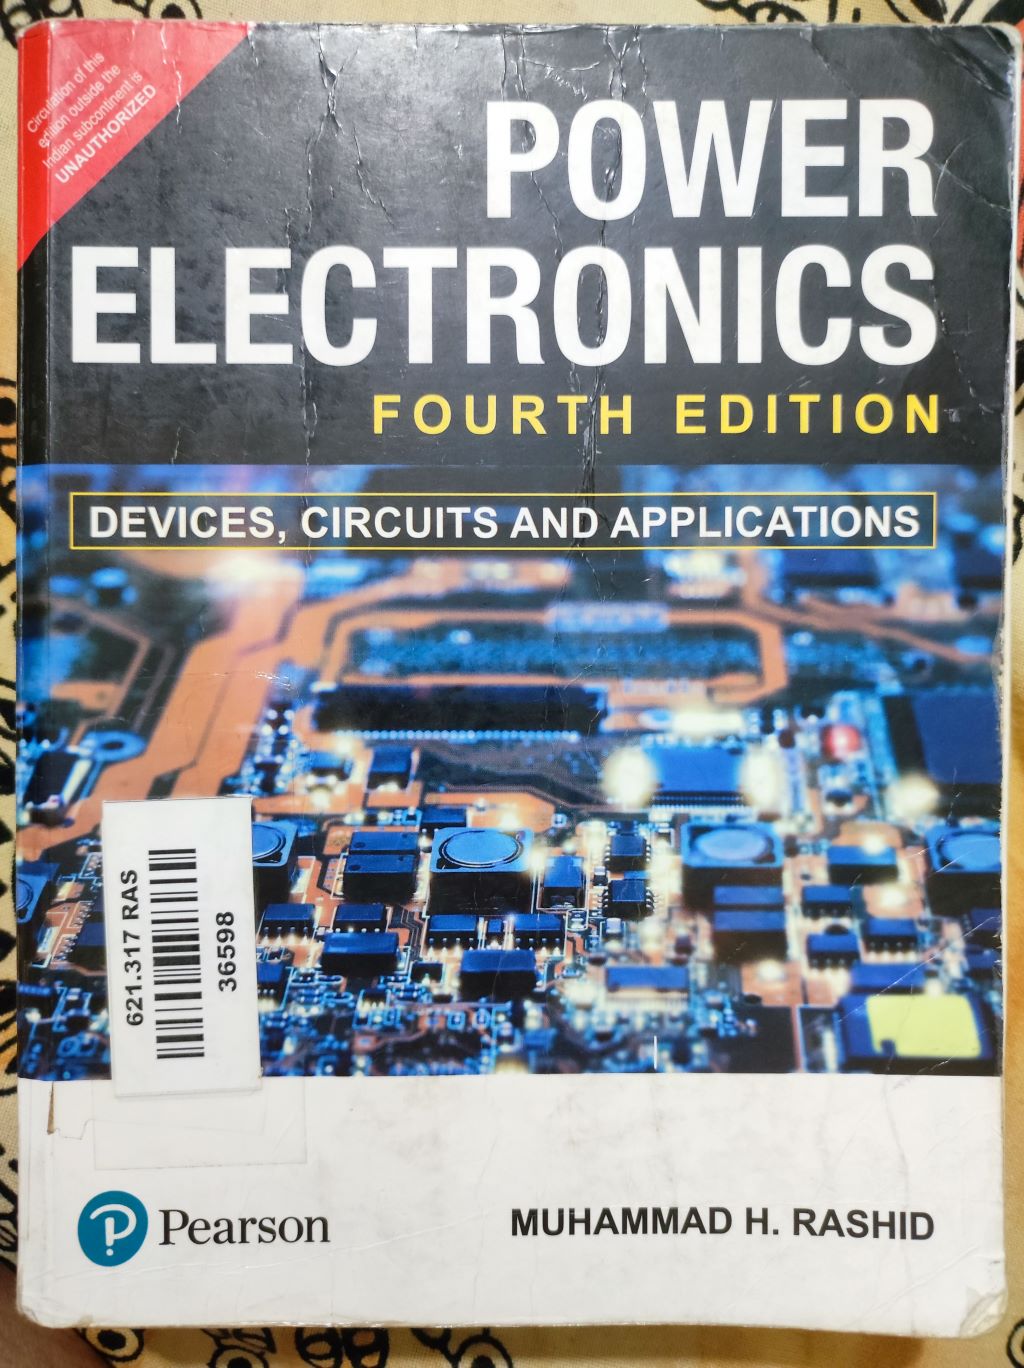 Circulation of this
edition outside the
Indian subcontinent is
UNAUTHORIZED
POWER
ELECTRONICS
FOURTH EDITION
DEVICES, CIRCUITS AND APPLICATIONS
621.317 RAS
36598
Pearson
MUHAMMAD H. RASHID